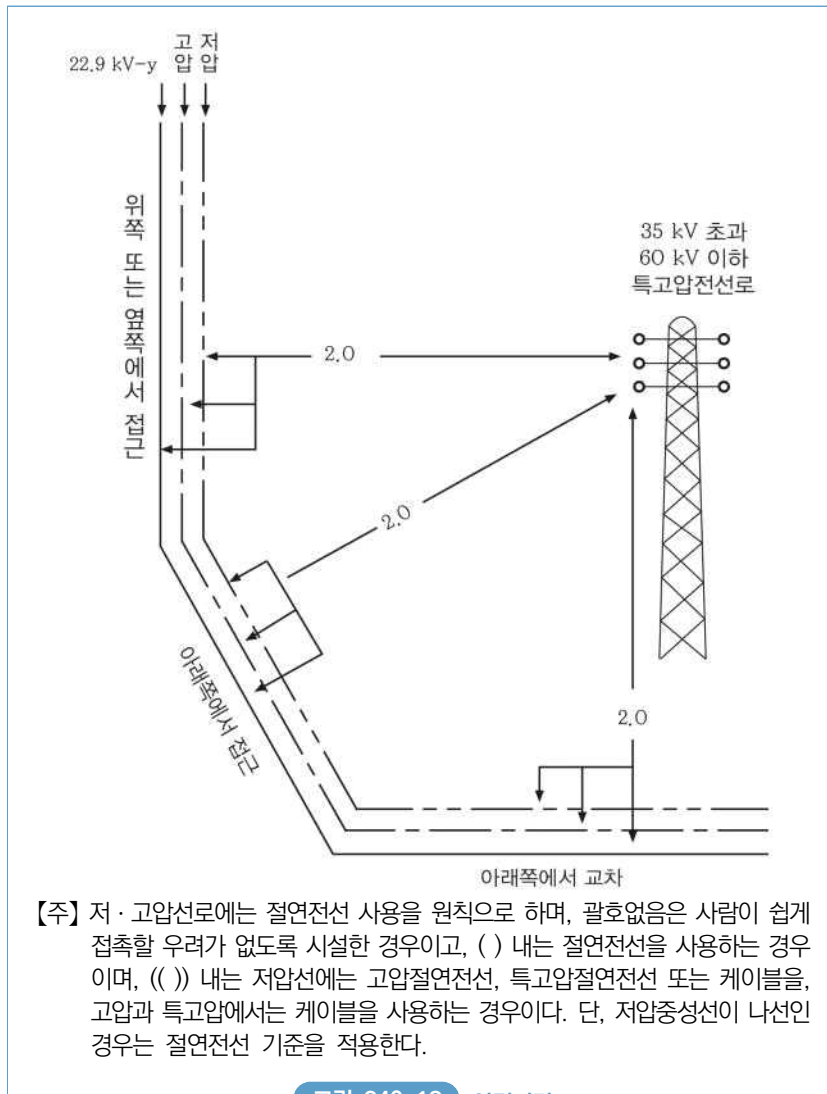 22.9 kV-y
고압
저압
위쪽 또는 옆쪽에서 접근
35 kV 초과
60 kV 이하
특고압전선로
2.0
2.0
아래쪽에서 접근
2.0
아래쪽에서 교차
【주】 저 · 고압선로에는 절연전선 사용을 원칙으로 하며, 괄호없음은 사람이 쉽게
접촉할 우려가 없도록 시설한 경우이고, ( ) 내는 절연전선을 사용하는 경우
이며, (( )) 내는 저압선에는 고압절연전선, 특고압절연전선 또는 케이블을,
고압과 특고압에서는 케이블을 사용하는 경우이다. 단, 저압중성선이 나선인
경우는 절연전선 기준을 적용한다.